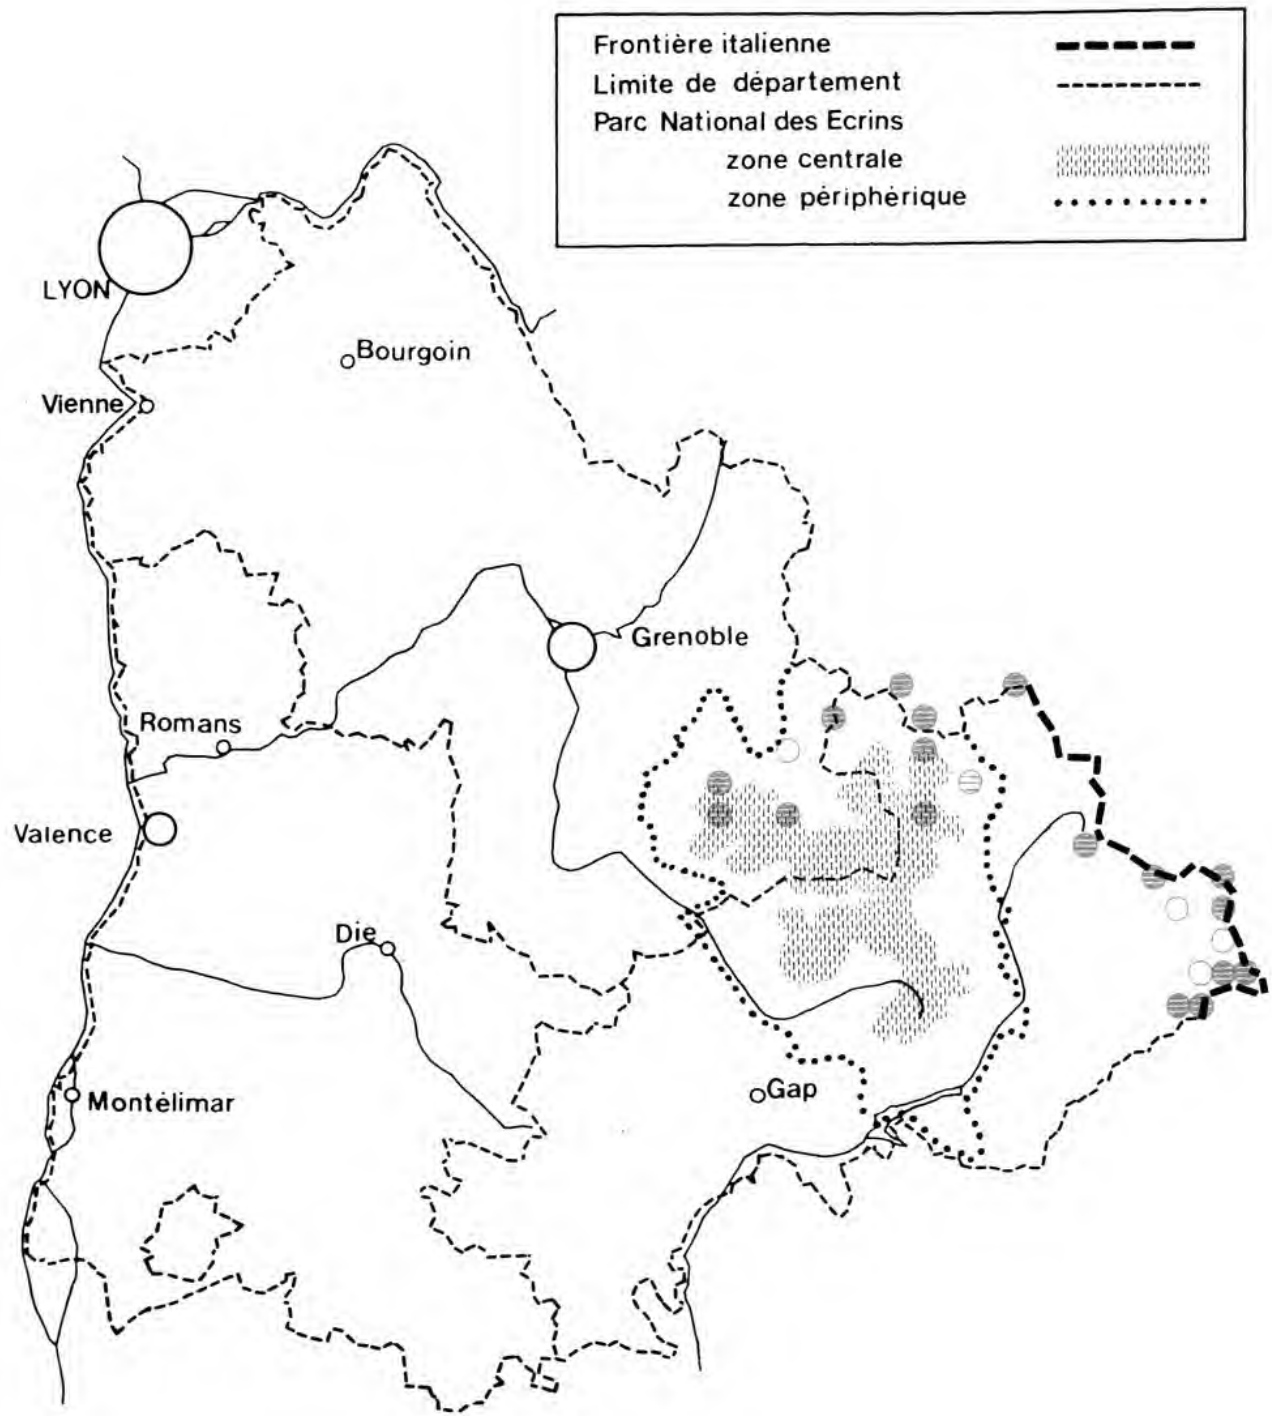 Frontière italienne
Limite de département
Parc National des Ecrins
zone centrale
zone périphérique
LYON
Bourgoin
Vienne
Grenoble
Romans
Valence
Die
Gap
Montélimar